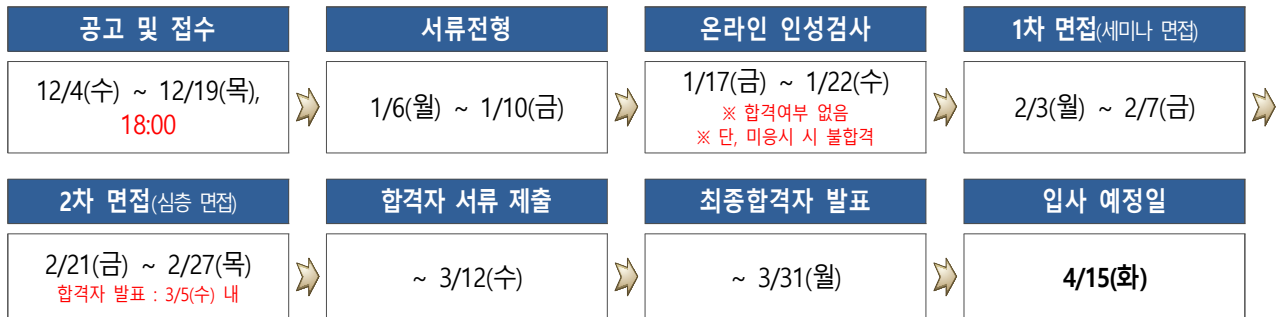 공고 및 접수
12/4(수) ~ 12/19(목),
18:00
서류전형
1/6(월) ~ 1/10(금)
온라인 인성검사
1/17(금) ~ 1/22(수)
※ 합격여부 없음
※ 단, 미응시 시 불합격
1차 면접(세미나 면접)
2/3(월) ~ 2/7(금)
2차 면접(심층 면접)
2/21(금) ~ 2/27(목)
합격자 발표 : 3/5(수) 내
합격자 서류 제출
~ 3/12(수)
최종합격자 발표
~ 3/31(월)
입사 예정일
4/15(화)